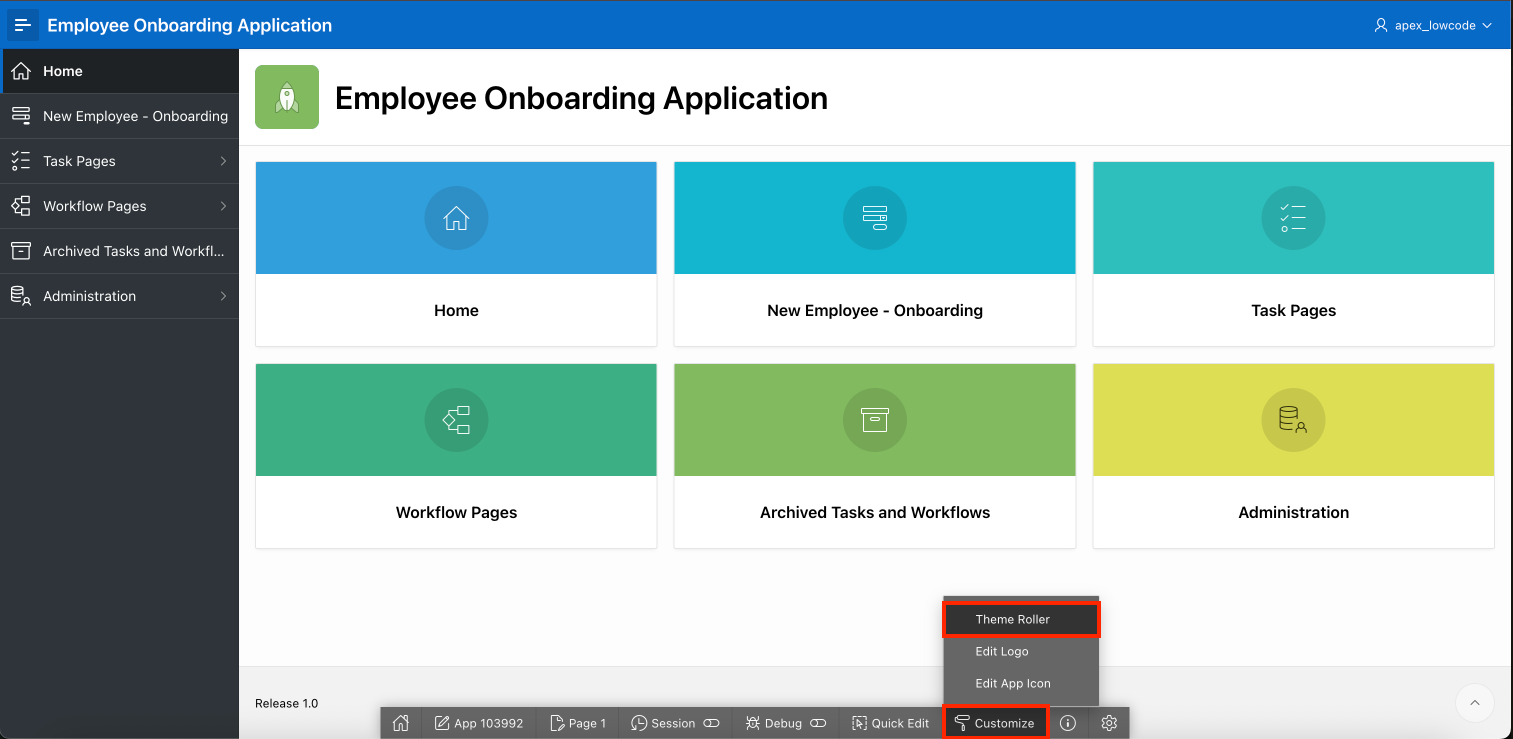 Employee Onboarding Application
apex_lowcode
Home
New Employee - Onboarding
Task Pages
Workflow Pages
Archived Tasks and Workfl...
Administration
Employee Onboarding Application
Home
New Employee - Onboarding
Task Pages
Workflow Pages
Archived Tasks and Workflows
Administration
Theme Roller
Edit Logo
Edit App Icon
Release 1.0
App 103992
Page 1
Session
Debug
Quick Edit
Customize